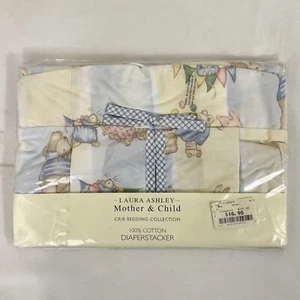 LAURA ASHLEY
Mother & Child
CRIB BEDDING COLLECTION
100% COTTON
DIAPERSTACKER
$16.95